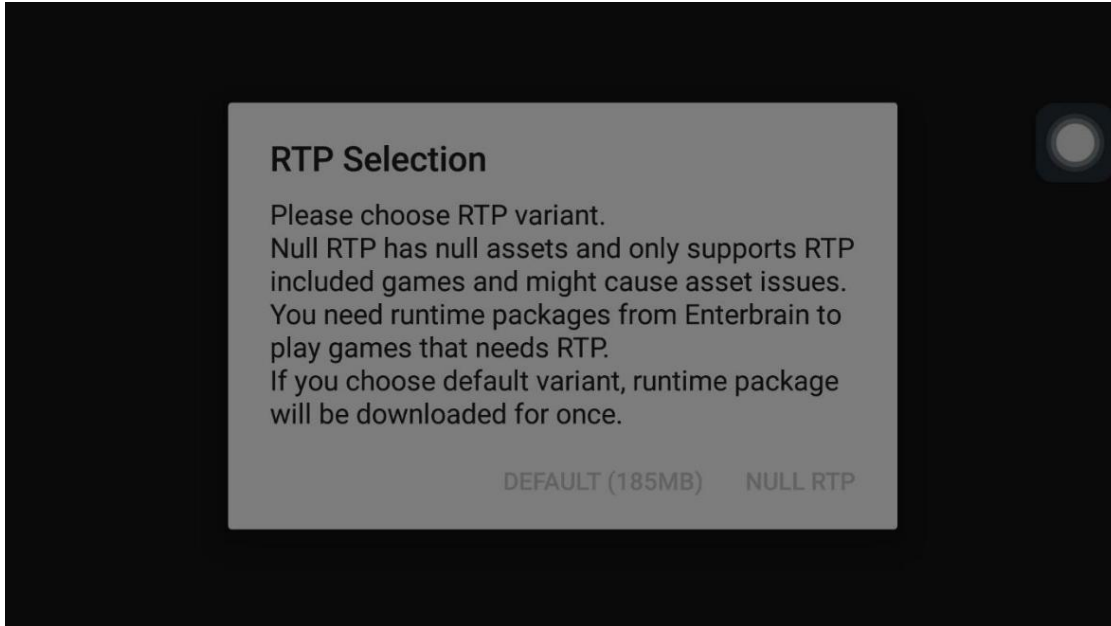 RTP Selection
Please choose RTP variant.
Null RTP has null assets and only supports RTP
included games and might cause asset issues.
You need runtime packages from Enterbrain to
play games that needs RTP.
If you choose default variant, runtime package
will be downloaded for once.
DEFAULT (185MB) NULL RTP